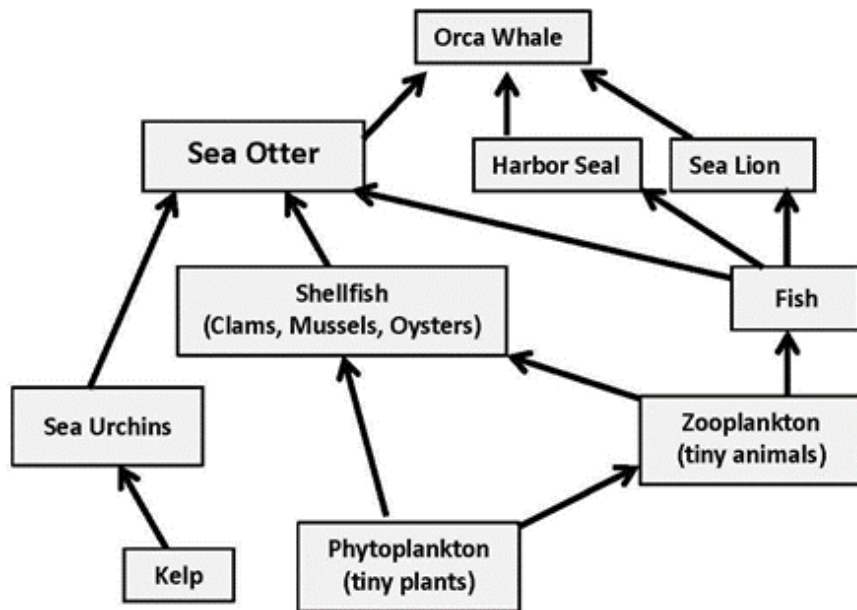 Orca Whale
Sea Otter
Harbor Seal
Sea Lion
Shellfish
(Clams, Mussels, Oysters)
Fish
Sea Urchins
Zooplankton
(tiny animals)
Kelp
Phytoplankton
(tiny plants)